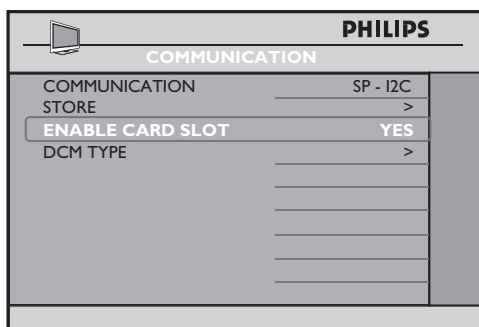 PHILIPS
COMMUNICATION
COMMUNICATION SP - I2C
STORE >
ENABLE CARD SLOT YES
DCM TYPE >